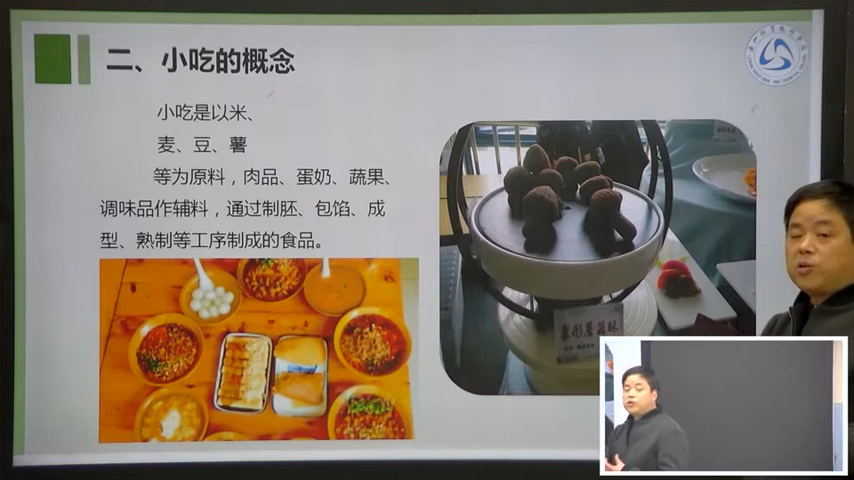 二、小吃的概念
小吃是以米、
麦、豆、薯
等为原料，肉品、蛋奶、蔬果、
调味品作辅料，通过制胚、包馅、成
型、熟制等工序制成的食品。
象形蘑菇酥